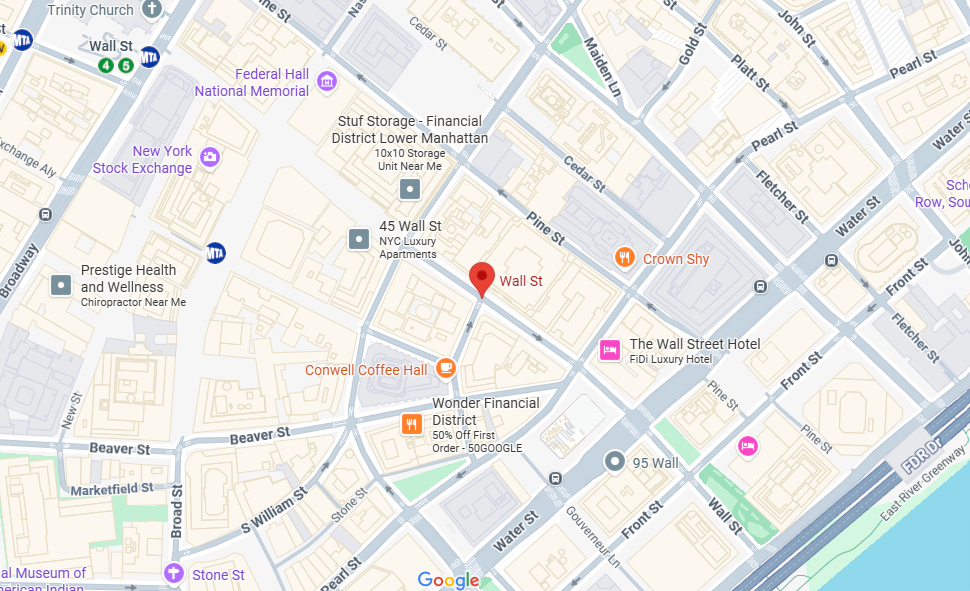 Trinity Church
Wall St
MTA
MTA
4
5
Pine St
Cedar St
Maiden Ln
Gold St
John St
Platt St
Pearl St
Water St
Federal Hall
National Memorial
Stuf Storage - Financial
District Lower Manhattan
10x10 Storage
Unit Near Me
Pearl St
New York
Stock Exchange
Exchange Aly
Cedar St
Fletcher St
Pine St
Water St
Row, Sou
45 Wall St
NYC Luxury
Apartments
MTA
Broadway
Crown Shy
Front St
Prestige Health
and Wellness
Chiropractor Near Me
Wall St
Fletcher St
The Wall Street Hotel
FiDi Luxury Hotel
Conwell Coffee Hall
Front St
Pine St
New St
Wonder Financial
District
50% Off First
Order - 50GOOGLE
Beaver St
Beaver St
Pine St
FDR Dr
East River Greenway
95 Wall
Marketfield St
Broad St
S William St
Stone St
Water St
Gouverneur Ln
Front St
Wall St
al Museum of
Stone St
Pearl St
Google